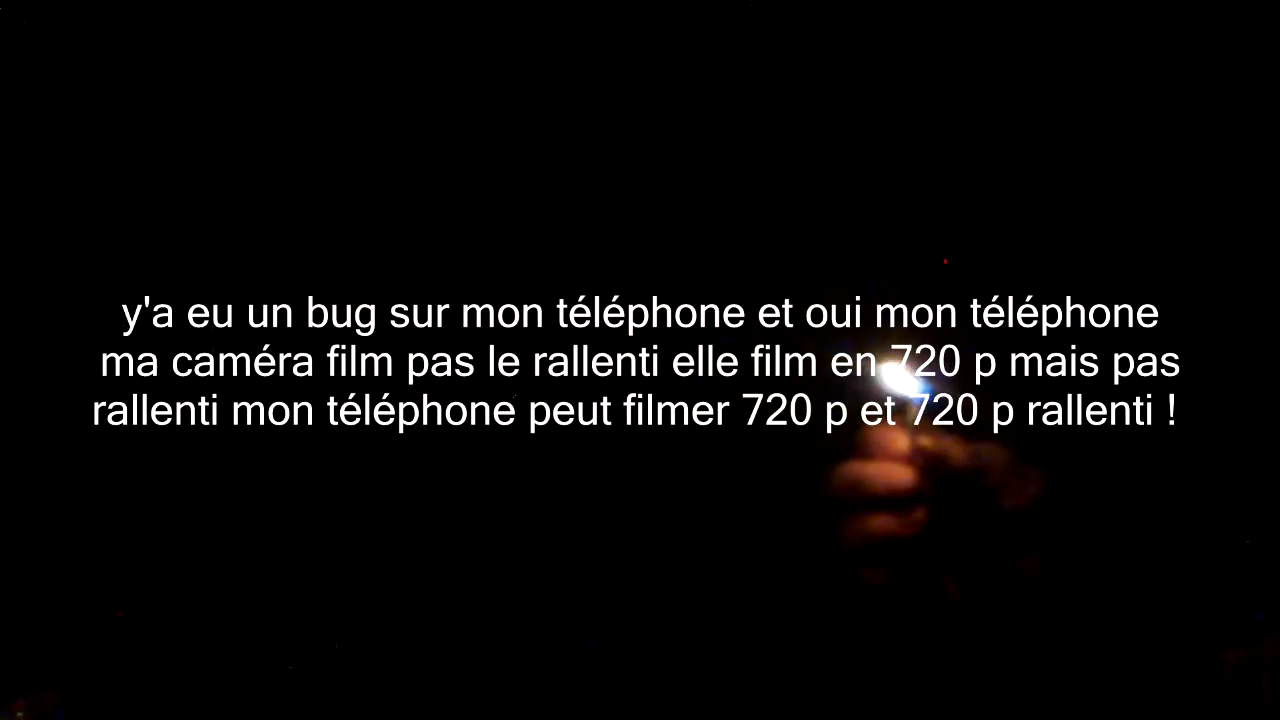 y'a eu un bug sur mon téléphone et oui mon téléphone
ma caméra film pas le rallenti elle film en 720 p mais pas
rallenti mon téléphone peut filmer 720 p et 720 p rallenti !